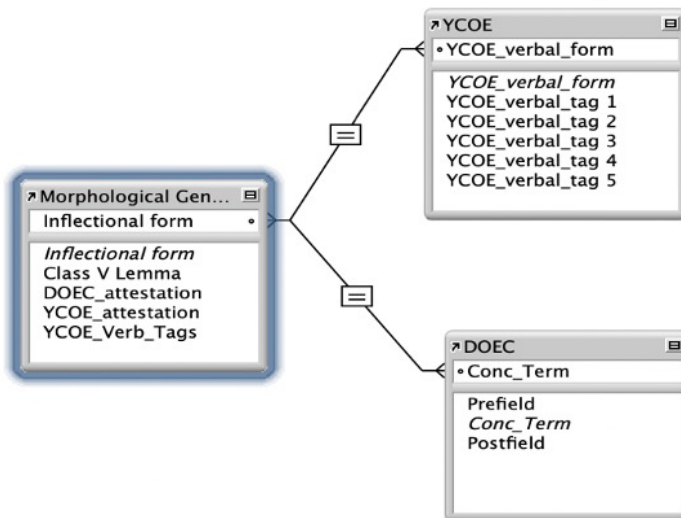 YCOE
YCOE_verbal_form
YCOE_verbal_form
YCOE_verbal_tag 1
YCOE_verbal_tag 2
YCOE_verbal_tag 3
YCOE_verbal_tag 4
YCOE_verbal_tag 5
Morphological Gen...
Inflectional form
Inflectional form
Class V Lemma
DOEC_attestation
YCOE_attestation
YCOE_Verb_Tags
DOEC
Conc_Term
Prefield
Conc_Term
Postfield